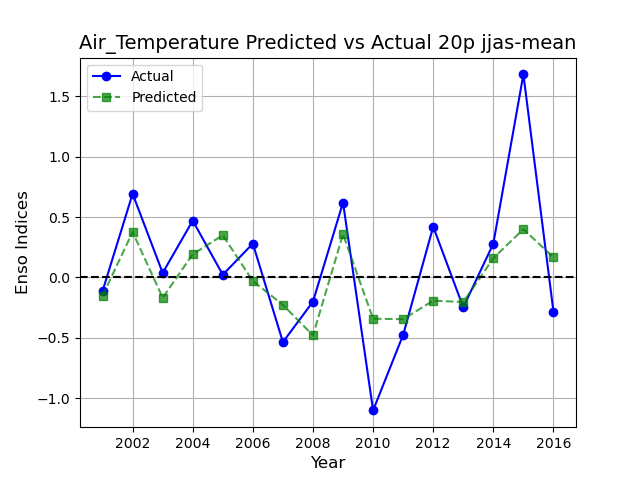 Air_Temperature Predicted vs Actual 20p jjas-mean
Actual
Predicted
1.5
1.0
0.5
0.0
−0.5
−1.0
Enso Indices
2002 2004 2006 2008 2010 2012 2014 2016
Year